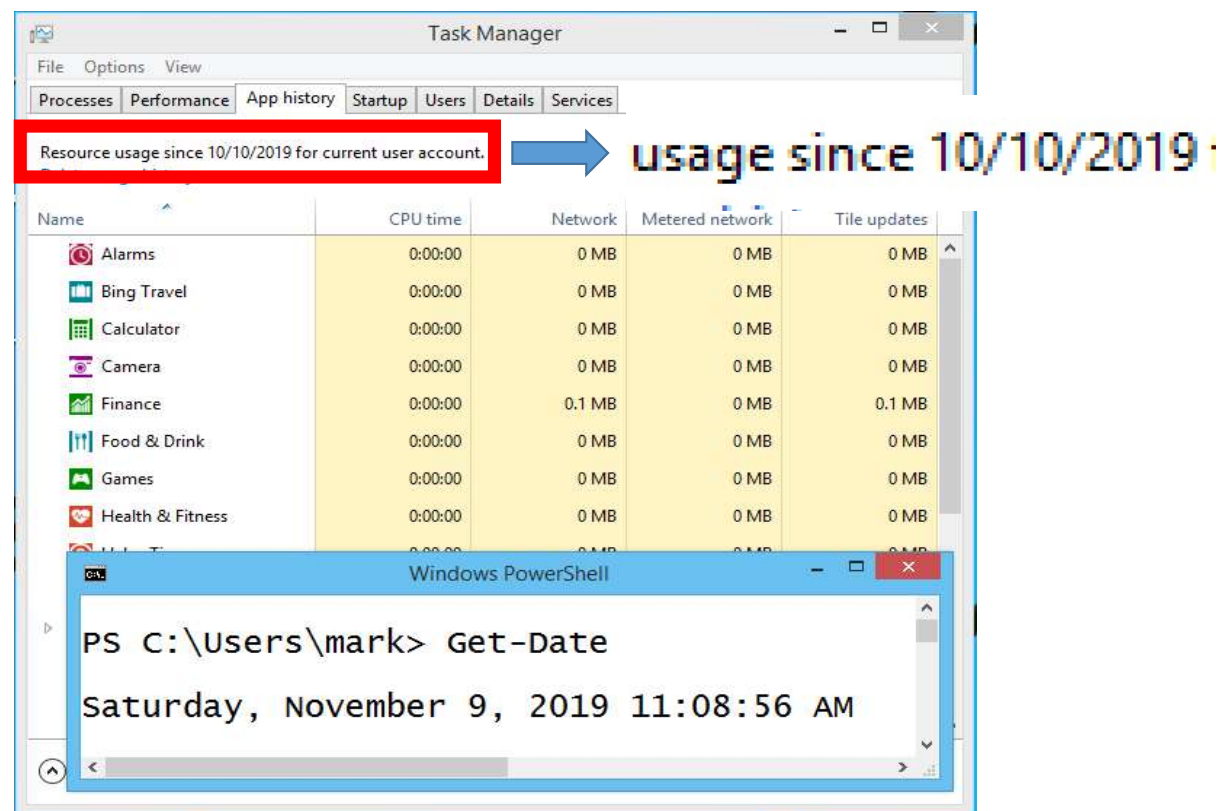 Task Manager
File Options View
Processes Performance App history Startup Users Details Services
Resource usage since 10/10/2019 for current user account.
usage since 10/10/2019
Name CPU time Network Metered network Tile updates
Alarms 0:00:00 0 MB 0 MB 0 MB
Bing Travel 0:00:00 0 MB 0 MB 0 MB
Calculator 0:00:00 0 MB 0 MB 0 MB
Camera 0:00:00 0 MB 0 MB 0 MB
Finance 0:00:00 0.1 MB 0 MB 0.1 MB
Food & Drink 0:00:00 0 MB 0 MB 0 MB
Games 0:00:00 0 MB 0 MB 0 MB
Health & Fitness 0:00:00 0 MB 0 MB 0 MB
Windows PowerShell
PS C:\Users\mark> Get-Date
Saturday, November 9, 2019 11:08:56 AM